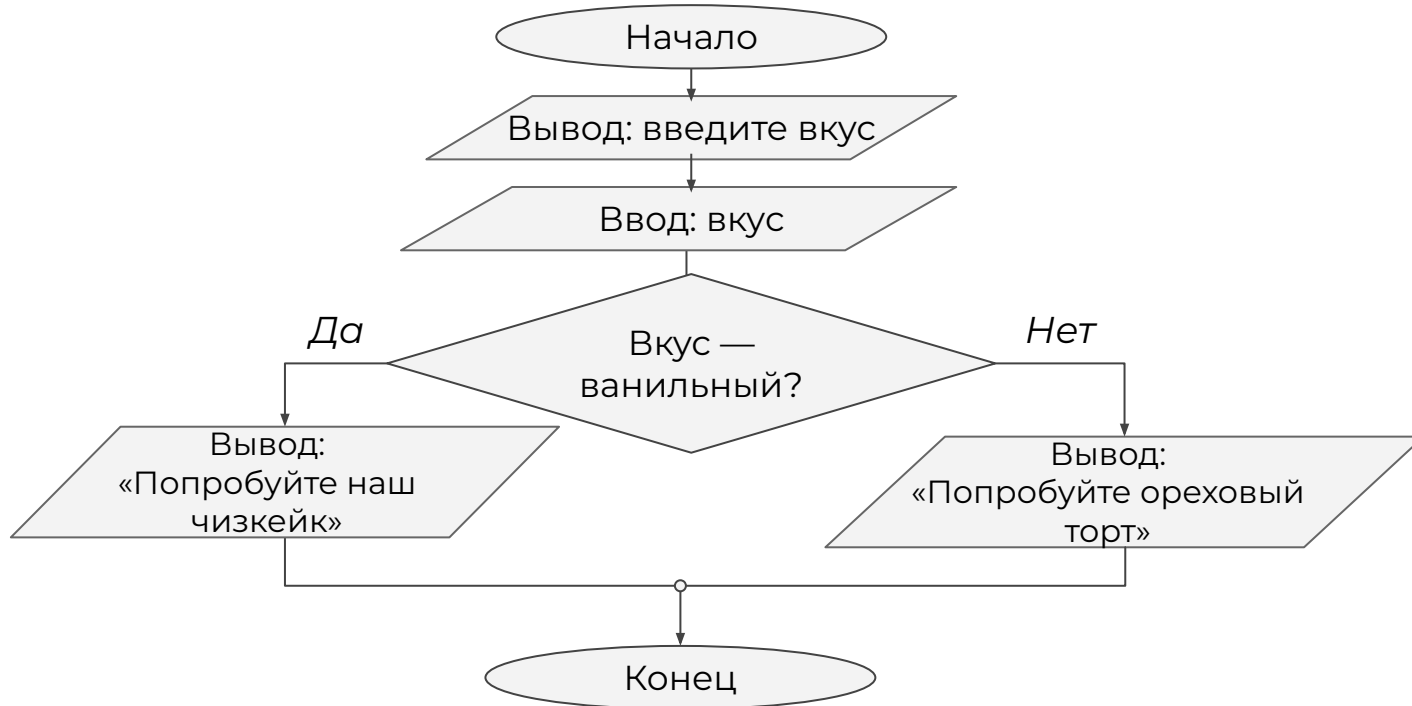 Начало
Вывод: введите вкус
Ввод: вкус
Да
Вкус —
ванильный?
Нет
Вывод:
«Попробуйте наш
чизкейк»
Вывод:
«Попробуйте ореховый
торт»
Конец